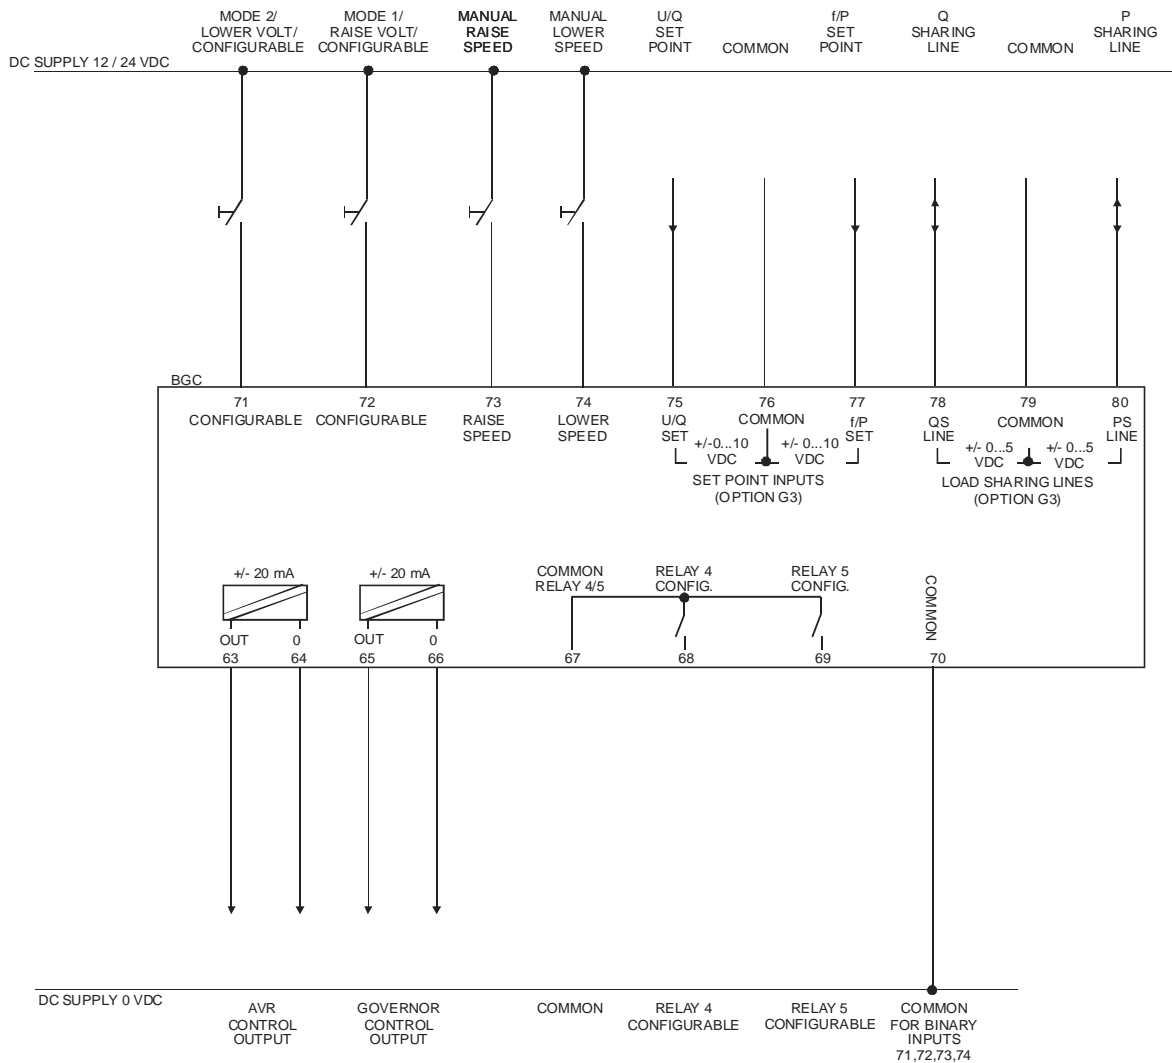 MODE 2/
LOWER VOLT/
CONFIGURABLE
MODE 1/
RAISE VOLT/
CONFIGURABLE
MANUAL
RAISE
SPEED
MANUAL
LOWER
SPEED
U/Q
SET
POINT
COMMON
f/P
SET
POINT
Q
SHARING
LINE
COMMON
P
SHARING
LINE
DC SUPPLY 12 / 24 VDC
BGC
71
CONFIGURABLE
72
CONFIGURABLE
73
RAISE
SPEED
74
LOWER
SPEED
75
U/Q
SET
76
COMMON
77
f/P
SET
78
QS
LINE
79
COMMON
80
PS
LINE
+/-0...10
VDC
+/- 0...10
VDC
SET POINT INPUTS
(OPTION G3)
+/- 0...5
VDC
+/- 0...5
VDC
LOAD SHARING LINES
(OPTION G3)
+/- 20 mA
OUT
0
63
64
+/- 20 mA
OUT
0
65
66
COMMON
RELAY 4/5
67
RELAY 4
CONFIG.
68
RELAY 5
CONFIG.
69
COMMON
70
DC SUPPLY 0 VDC
AVR
CONTROL
OUTPUT
GOVERNOR
CONTROL
OUTPUT
COMMON
RELAY 4
CONFIGURABLE
RELAY 5
CONFIGURABLE
COMMON
FOR BINARY
INPUTS
71,72,73,74